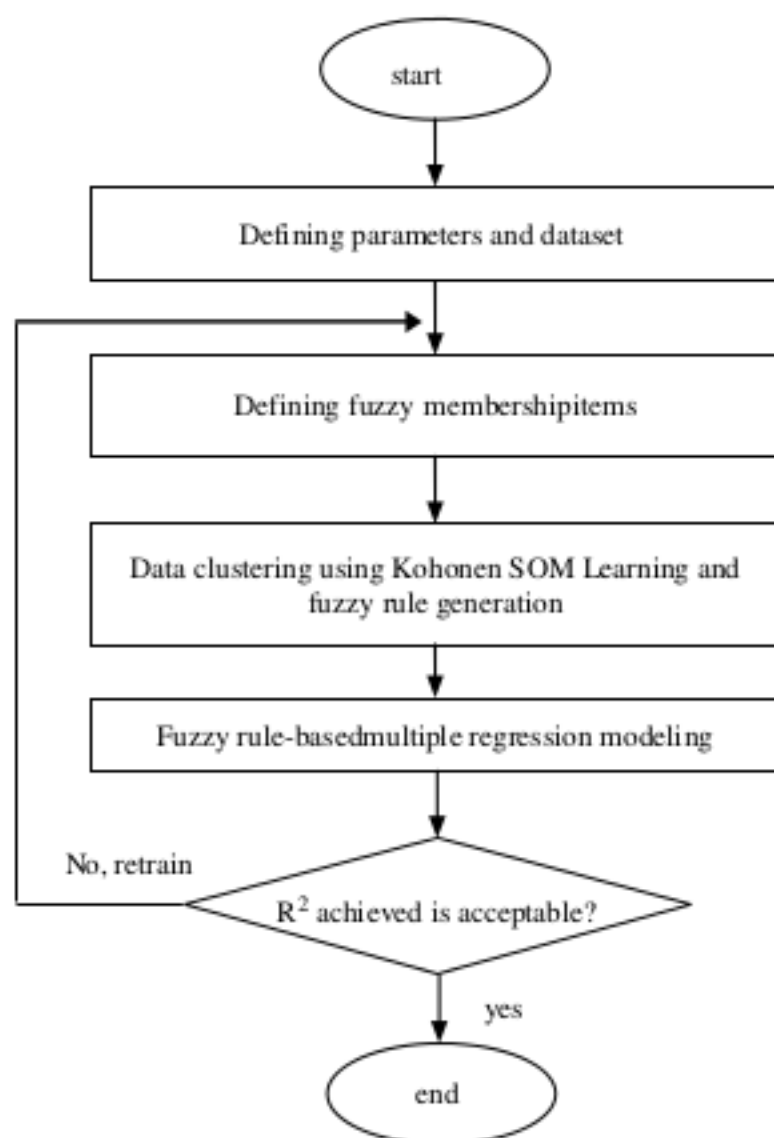 start
Defining parameters and dataset
Defining fuzzy membershipitems
Data clustering using Kohonen SOM Learning and
fuzzy rule generation
Fuzzy rule-basedmultiple regression modeling
No, retrain
R² achieved is acceptable?
yes
end